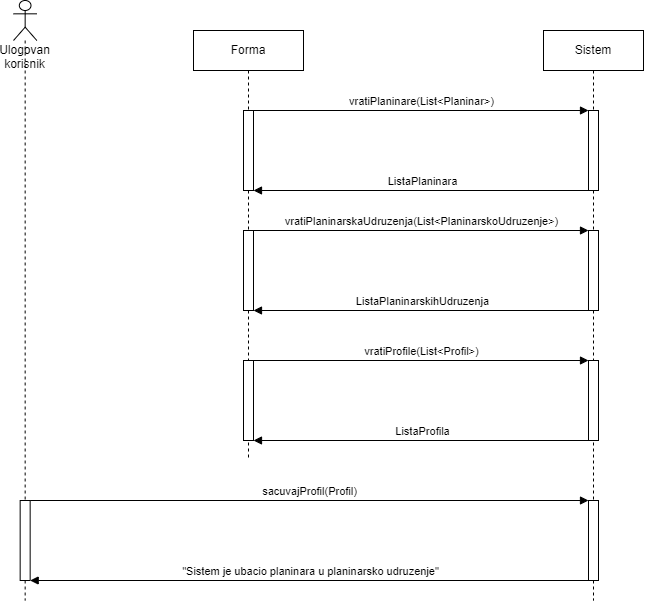 Ulogovan
korisnik
Forma
Sistem
vratiPlaninare(List<Planinar>)
ListaPlaninara
vratiPlaninarskaUdruzenja(List<PlaninarskoUdruzenje>)
ListaPlaninarskihUdruzenja
vratiProfile(List<Profil>)
ListaProfila
sacuvajProfil(Profil)
"Sistem je ubacio planinara u planinarsko udruzenje"